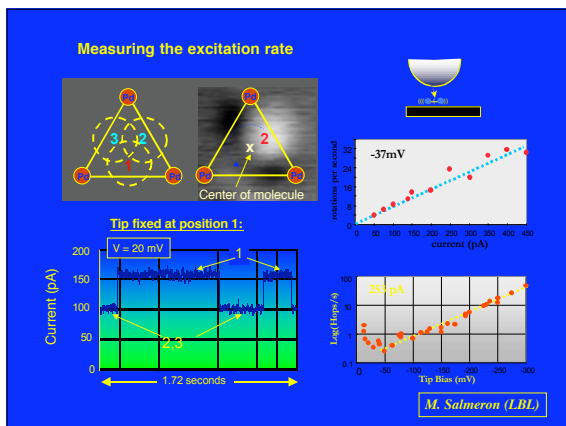 Measuring the excitation rate
Pd
Pd
3 2
2
x
1
Pd Pd
Pd Pd
Center of molecule
-37mV
rotations per second
32
24
16
8
0
0 50 100 150 200 250 300 350 400 450
current (pA)
Tip fixed at position 1:
V = 20 mV
Current (pA)
200
150
100
50
0
1
2,3
1.72 seconds
Log(Hops/s)
100
10
1
0.1
0 -50 -100 -150 -200 -250 -300
Tip Bias (mV)
M. Salmeron (LBL)